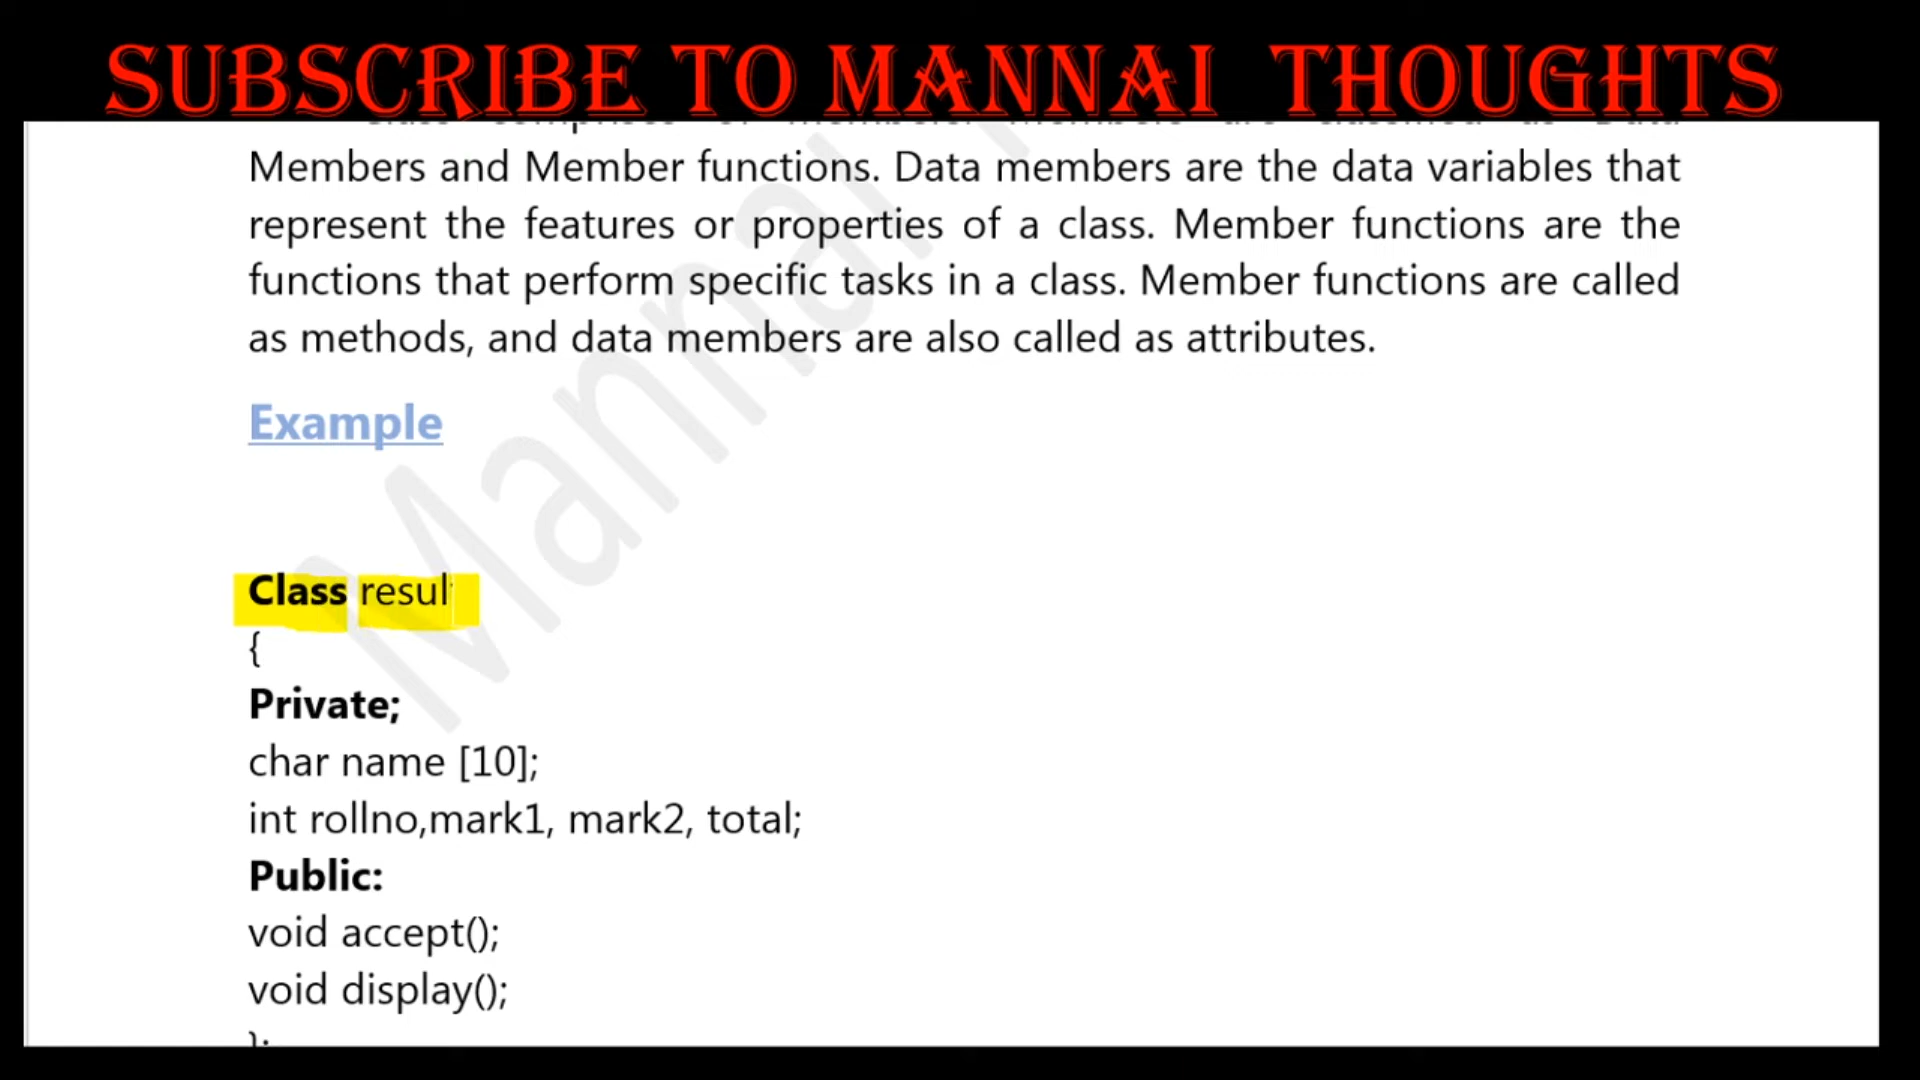 SUBSCRIBE TO MANNAI THOUGHTS
Members and Member functions. Data members are the data variables that
represent the features or properties of a class. Member functions are the
functions that perform specific tasks in a class. Member functions are called
as methods, and data members are also called as attributes.
Example
Class resul
{
Private;
char name [10];
int rollno,mark1, mark2, total;
Public:
void accept();
void display();
};
Mannai